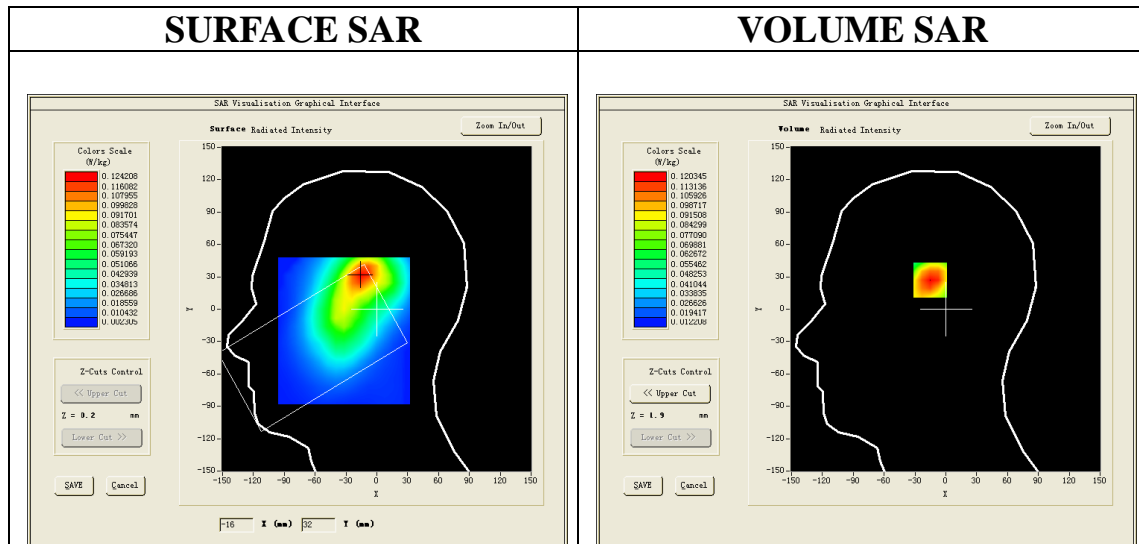 SURFACE SAR
VOLUME SAR
SAR Visualisation Graphical Interface
Surface Radiated Intensity
Zoom In/Out
Colors Scale
(W/kg)
0.124208
0.116082
0.107955
0.099828
0.091701
0.083574
0.075447
0.067320
0.059193
0.051066
0.042939
0.034813
0.026686
0.018559
0.010432
0.002305
150
120
90
60
30
0
-30
-60
-90
-120
-150
Y
-150 -120 -90 -60 -30 0 30 60 90 120 150
X
Z-Cuts Control
<< Upper Cut
Z = 0.2 mm
Lower Cut >>
SAVE Cancel
-16 X (mm) 32 Y (mm)
SAR Visualisation Graphical Interface
Volume Radiated Intensity
Zoom In/Out
Colors Scale
(W/kg)
0.120345
0.113136
0.105926
0.098717
0.091508
0.084299
0.077090
0.069881
0.062672
0.055462
0.048253
0.041044
0.033835
0.026626
0.019417
0.012208
150
120
90
60
30
0
-30
-60
-90
-120
-150
Y
-150 -120 -90 -60 -30 0 30 60 90 120 150
X
Z-Cuts Control
<< Upper Cut
Z = 1.9 mm
Lower Cut >>
SAVE Cancel